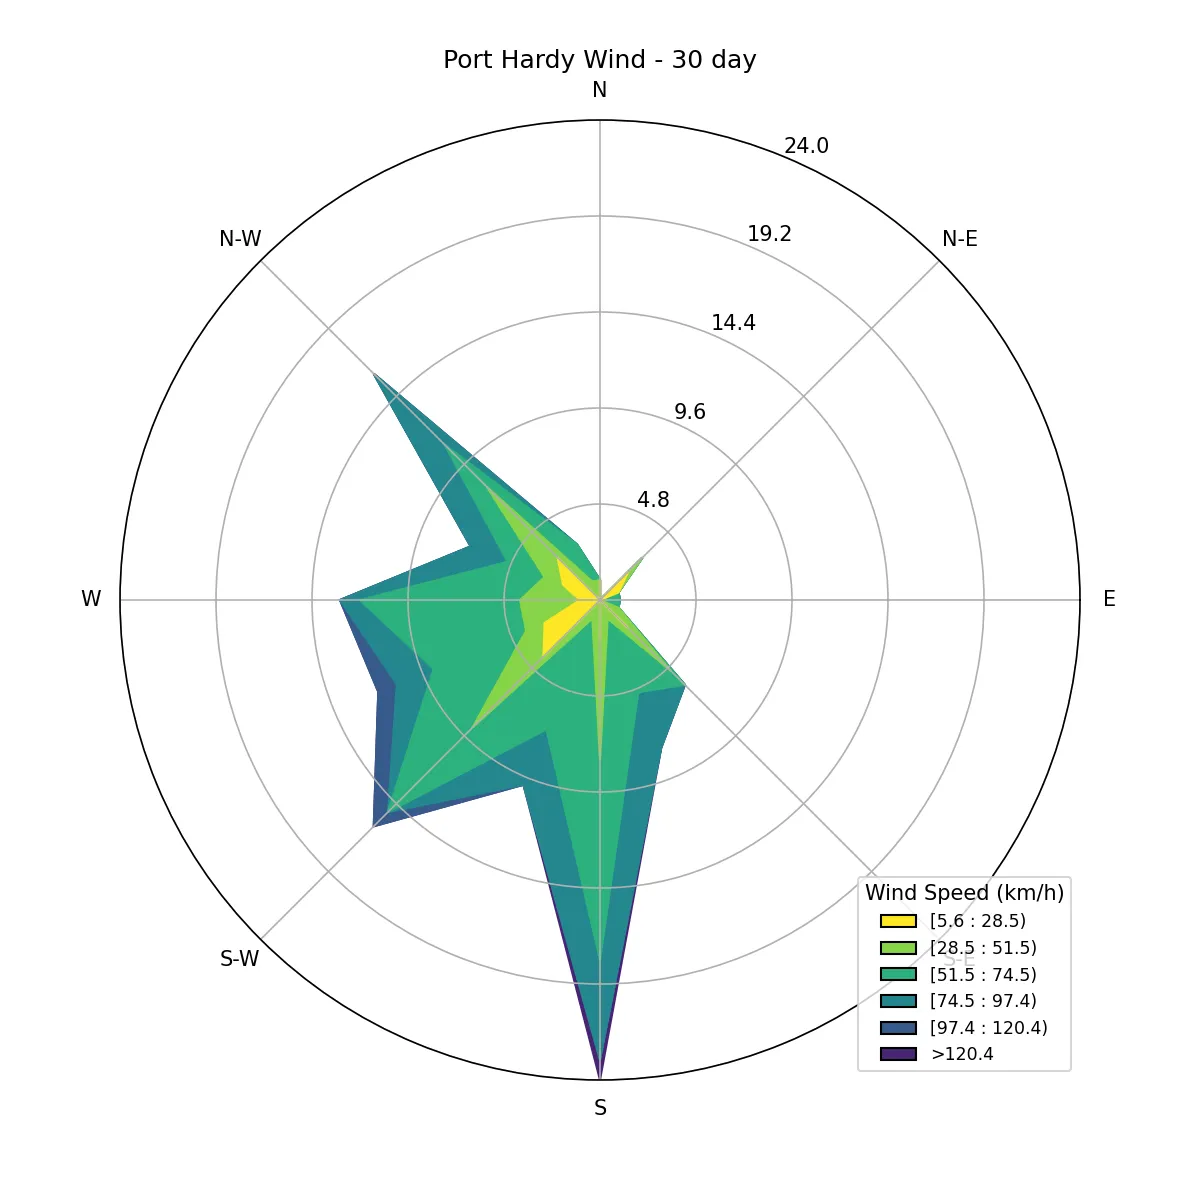 Port Hardy Wind - 30 day
N
24.0
N-W
19.2
N-E
14.4
9.6
4.8
W
E
S-W
S-E
S
Wind Speed (km/h)
[5.6 : 28.5)
[28.5 : 51.5)
[51.5 : 74.5)
[74.5 : 97.4)
[97.4 : 120.4)
>120.4